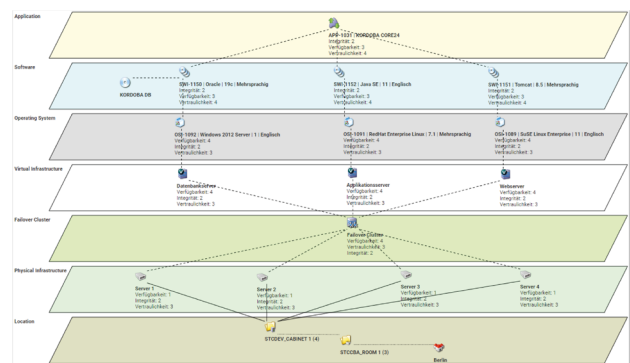 Application
APP-1031 | KORDOBA CORE24
Integrität: 2
Verfügbarkeit: 3
Vertraulichkeit: 4
Software
KORDOBA DB
SWI-1150 | Oracle | 19c | Mehrsprachig
Integrität: 2
Verfügbarkeit: 3
Vertraulichkeit: 4
SWI-1152 | Java SE | 11 | Englisch
Integrität: 2
Verfügbarkeit: 3
Vertraulichkeit: 4
SWI-1151 | Tomcat | 8.5 | Mehrsprachig
Integrität: 2
Verfügbarkeit: 3
Vertraulichkeit: 4
Operating System
OSI-1092 | Windows 2012 Server | 1 | Englisch
Verfügbarkeit: 4
Integrität: 2
Vertraulichkeit: 3
OSI-1091 | RedHat Enterprise Linux | 7.1 | Mehrsprachig
Verfügbarkeit: 4
Integrität: 2
Vertraulichkeit: 3
OSI-1089 | SuSE Linux Enterprise | 11 | Englisch
Verfügbarkeit: 4
Integrität: 2
Vertraulichkeit: 3
Virtual Infrastructure
Datenbankserver
Verfügbarkeit: 4
Integrität: 2
Vertraulichkeit: 3
Applikationsserver
Verfügbarkeit: 4
Integrität: 2
Vertraulichkeit: 3
Webserver
Verfügbarkeit: 4
Integrität: 2
Vertraulichkeit: 3
Failover Cluster
Failover-Cluster
Verfügbarkeit: 4
Vertraulichkeit: 3
Integrität: 2
Physical Infrastructure
Server 1
Verfügbarkeit: 1
Integrität: 2
Vertraulichkeit: 3
Server 2
Verfügbarkeit: 1
Integrität: 2
Vertraulichkeit: 3
Server 3
Verfügbarkeit: 1
Integrität: 2
Vertraulichkeit: 3
Server 4
Verfügbarkeit: 1
Integrität: 2
Vertraulichkeit: 3
Location
STCDEV_CABINET 1 (4)
STCCBA_ROOM 1 (3)
Berlin